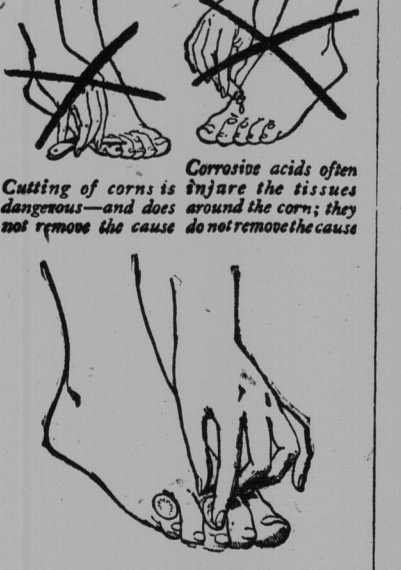 Cutting of corns is
dangerous—and does
not remove the cause
Corrosive acids often
injure the tissues
around the corn; they
do not remove the cause